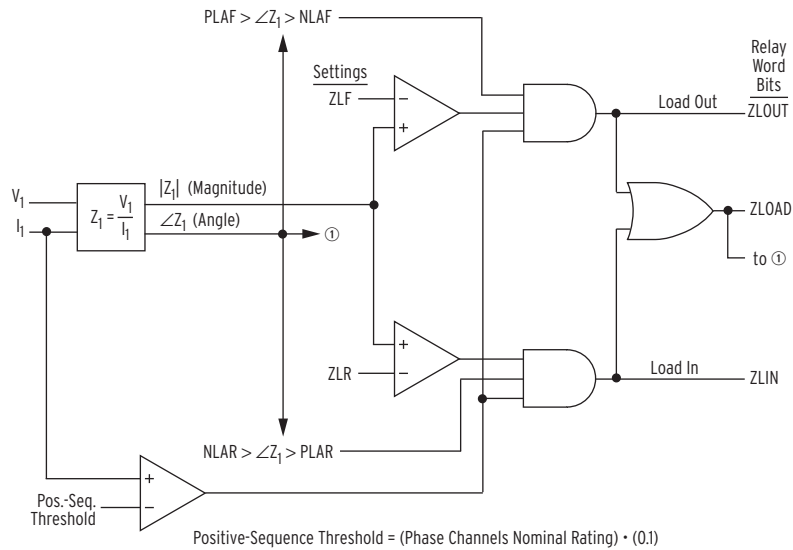 PLAF > ∠Z₁ > NLAF
Relay
Word
Bits
Settings
ZLF
−
+
Load Out
ZLOUT
V₁
I₁
Z₁ = V₁/I₁
|Z₁| (Magnitude)
∠Z₁ (Angle)
①
ZLOAD
to ①
+
ZLR
−
Load In
ZLIN
NLAR > ∠Z₁ > PLAR
+
Pos.-Seq.
Threshold
−
Positive-Sequence Threshold = (Phase Channels Nominal Rating) • (0.1)